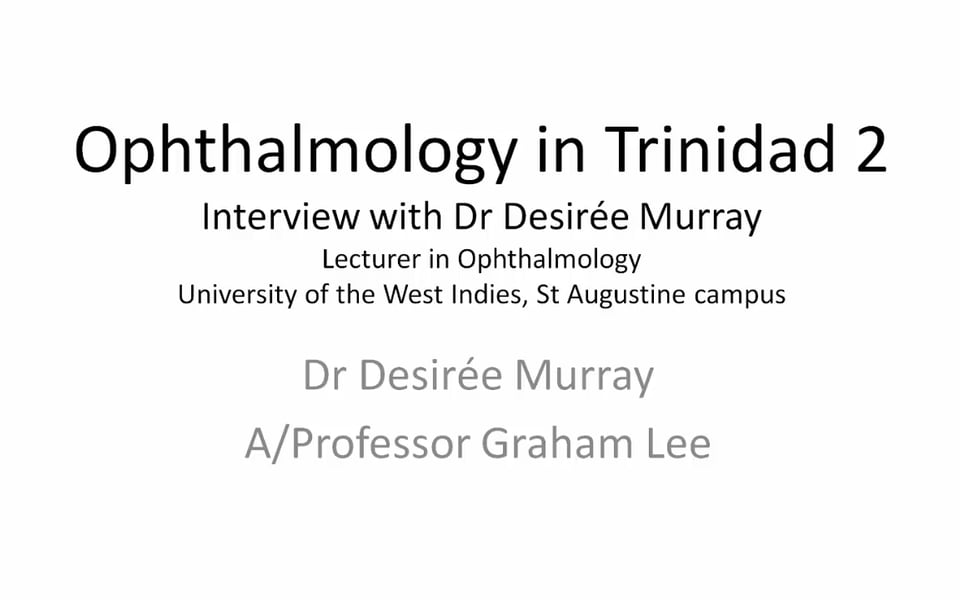 Ophthalmology in Trinidad 2
Interview with Dr Desirée Murray
Lecturer in Ophthalmology
University of the West Indies, St Augustine campus
Dr Desirée Murray
A/Professor Graham Lee